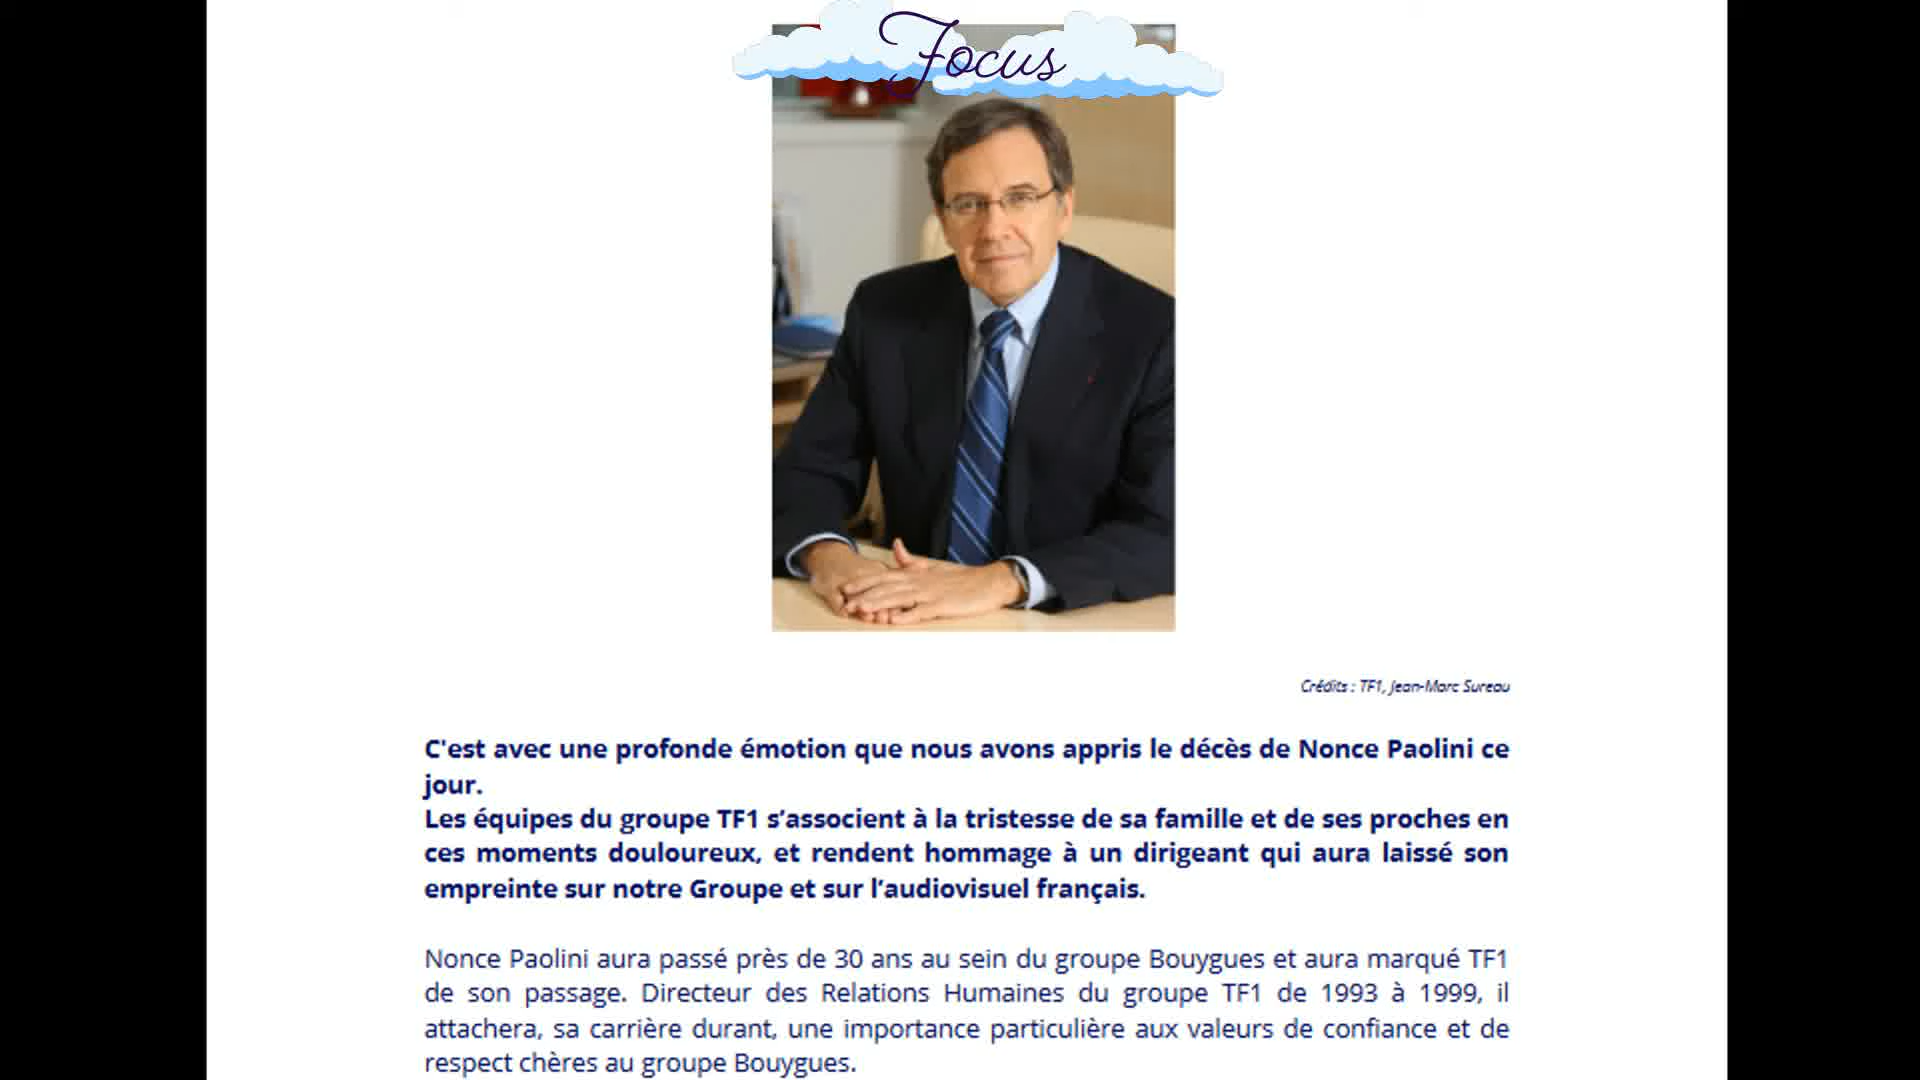 Focus
Crédits : TF1, Jean-Marc Sureau
C'est avec une profonde émotion que nous avons appris le décès de Nonce Paolini ce
jour.
Les équipes du groupe TF1 s’associent à la tristesse de sa famille et de ses proches en
ces moments douloureux, et rendent hommage à un dirigeant qui aura laissé son
empreinte sur notre Groupe et sur l’audiovisuel français.
Nonce Paolini aura passé près de 30 ans au sein du groupe Bouygues et aura marqué TF1
de son passage. Directeur des Relations Humaines du groupe TF1 de 1993 à 1999, il
attachera, sa carrière durant, une importance particulière aux valeurs de confiance et de
respect chères au groupe Bouygues.